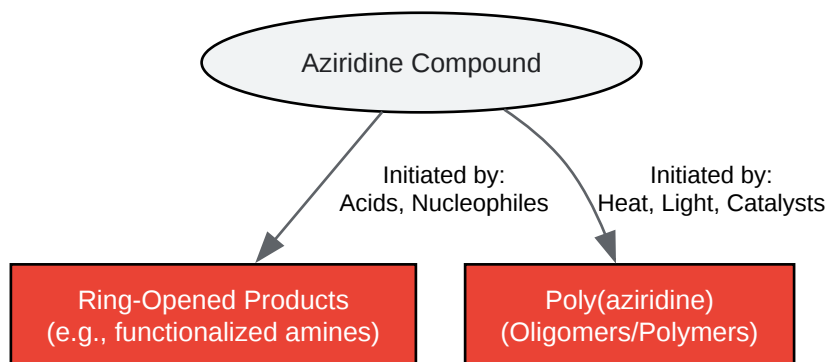 Aziridine Compound
Initiated by:
Acids, Nucleophiles
Initiated by:
Heat, Light, Catalysts
Ring-Opened Products
(e.g., functionalized amines)
Poly(aziridine)
(Oligomers/Polymers)